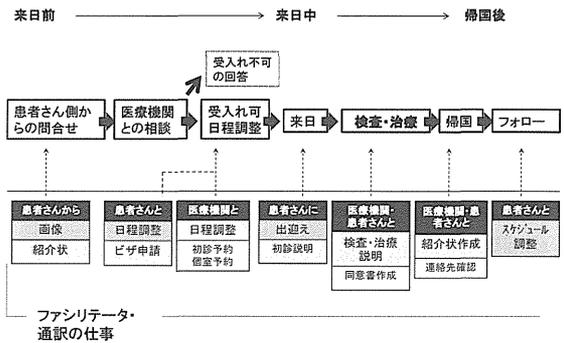 来日前
来日中
帰国後
受入れ不可
の回答
患者さん側か
らの問合せ
医療機関
との相談
受入れ可
日程調整
来日
検査・治療
帰国
フォロー
患者さんから
画像
紹介状
患者さんと
日程調整
ビザ申請
医療機関と
日程調整
初診予約
個室予約
患者さんに
出迎え
初診説明
医療機関・
患者さんと
検査・治療
説明
同意書作成
医療機関・患
者さんと
紹介状作成
連絡先確認
患者さんと
スケジュール
調整
ファシリテータ・
通訳の仕事